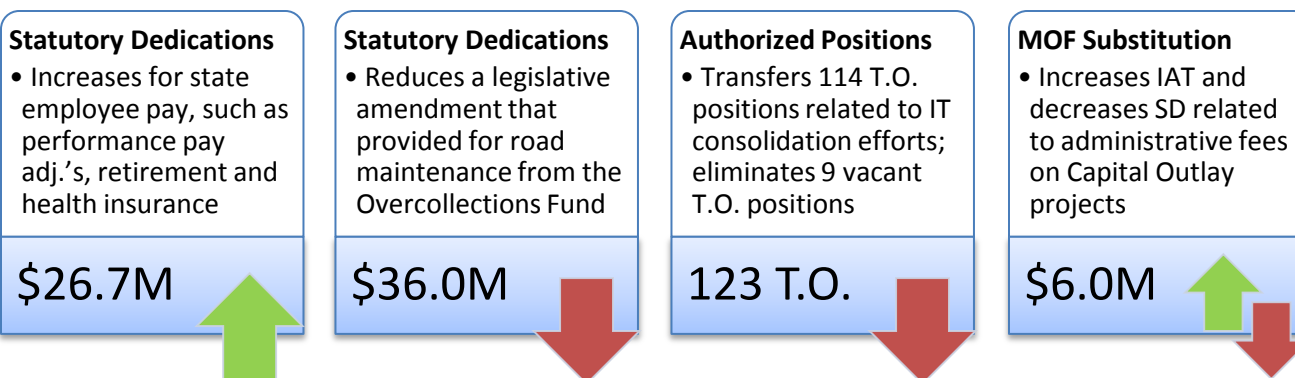 Statutory Dedications
• Increases for state
employee pay, such as
performance pay
adj.’s, retirement and
health insurance
$26.7M
Statutory Dedications
• Reduces a legislative
amendment that
provided for road
maintenance from the
Overcollections Fund
$36.0M
Authorized Positions
• Transfers 114 T.O.
positions related to IT
consolidation efforts;
eliminates 9 vacant
T.O. positions
123 T.O.
MOF Substitution
• Increases IAT and
decreases SD related
to administrative fees
on Capital Outlay
projects
$6.0M